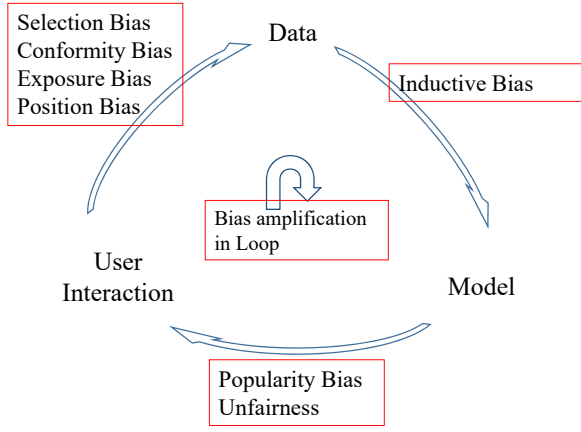 Selection Bias
Conformity Bias
Exposure Bias
Position Bias
Data
Inductive Bias
Bias amplification
in Loop
User
Interaction
Model
Popularity Bias
Unfairness